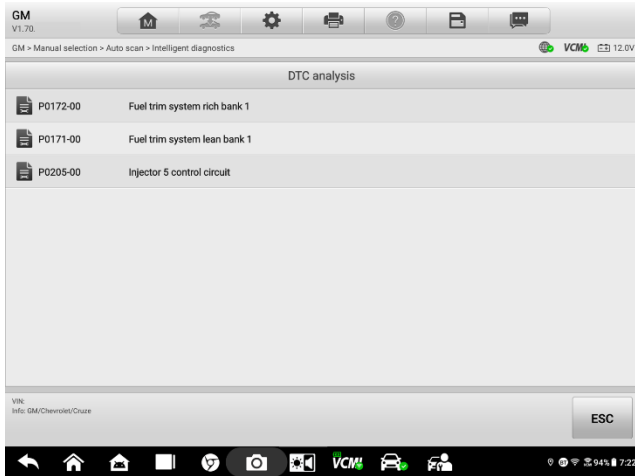 GM
V1.70.
M
?
GM > Manual selection > Auto scan > Intelligent diagnostics
VCMI
12.0V
DTC analysis
P0172-00 Fuel trim system rich bank 1
P0171-00 Fuel trim system lean bank 1
P0205-00 Injector 5 control circuit
VIN:
Info: GM/Chevrolet/Cruze
ESC
VCMI
94% 7:22